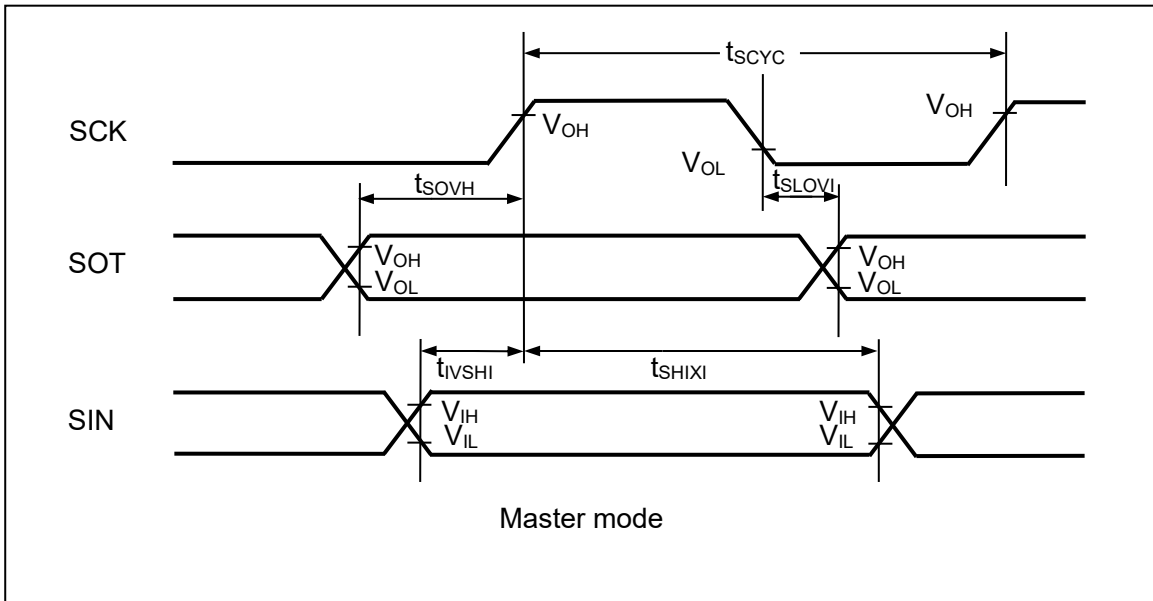 tSCYC
SCK
VOH
VOH
VOL
tSOVH
tSLOVI
SOT
VOH
VOL
VOH
VOL
tIVSHI
tSHIXI
SIN
VIH
VIL
VIH
VIL
Master mode